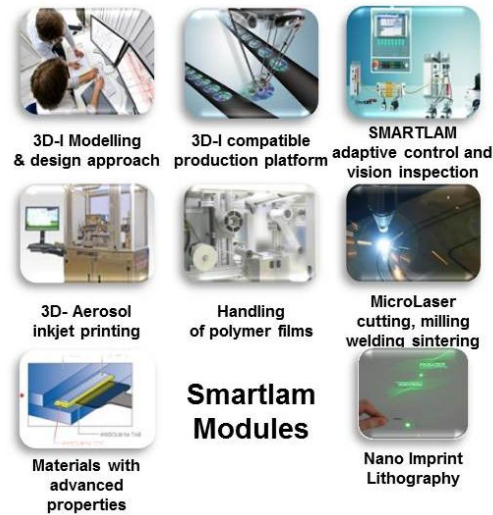 3D-I Modelling
& design approach
3D-I compatible
production platform
SMARTLAM
adaptive control and
vision inspection
3D- Aerosol
inkjet printing
Handling
of polymer films
MicroLaser
cutting, milling
welding sintering
Materials with
advanced
properties
Smartlam
Modules
Nano Imprint
Lithography